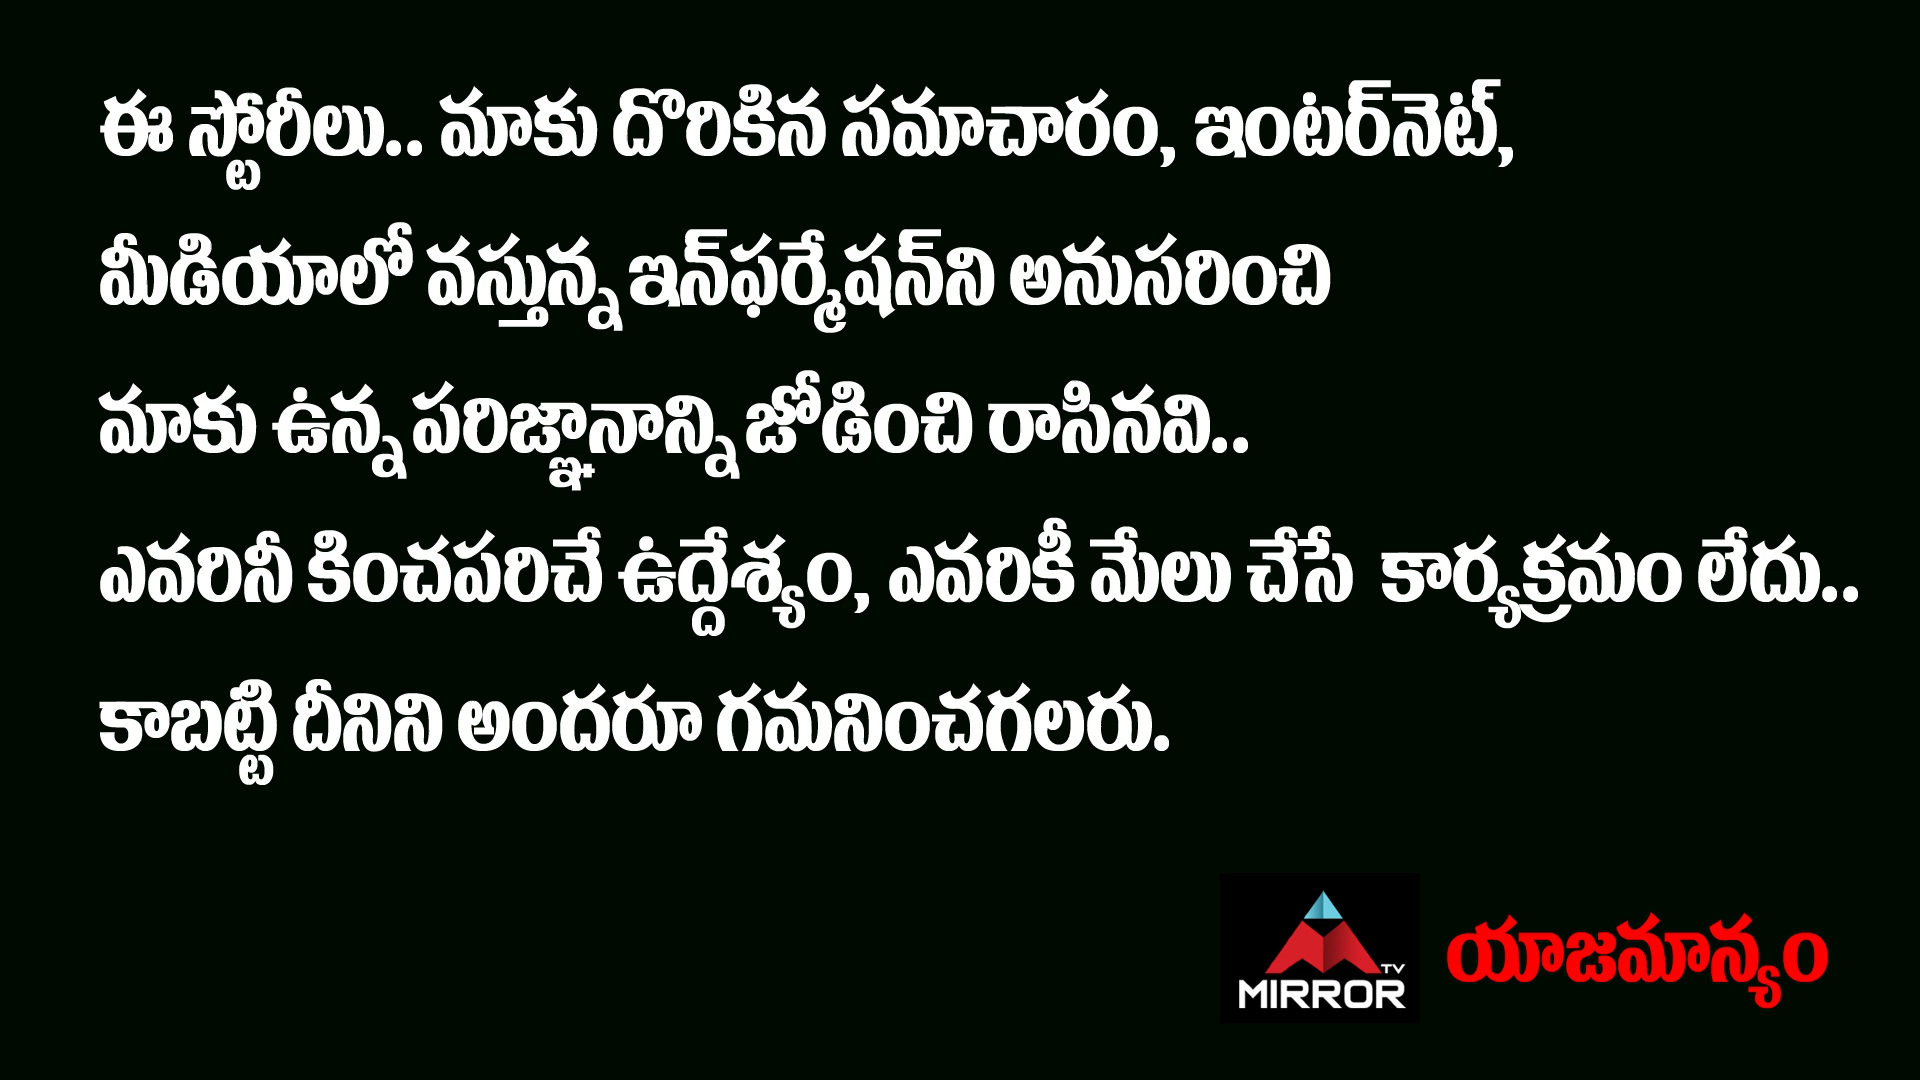 ఈ స్టోరీలు.. మాకు దొరికిన సమాచారం, ఇంటర్‌నెట్,
మీడియాలో వస్తున్న ఇన్‌ఫర్మేషన్‌ని అనుసరించి
మాకు ఉన్న పరిజ్ఞానాన్ని జోడించి రాసినవి..
ఎవరినీ కించపరిచే ఉద్దేశ్యం, ఎవరికీ మేలు చేసే కార్యక్రమం లేదు..
కాబట్టి దీనిని అందరూ గమనించగలరు.
TV
MIRROR
యాజమాన్యం